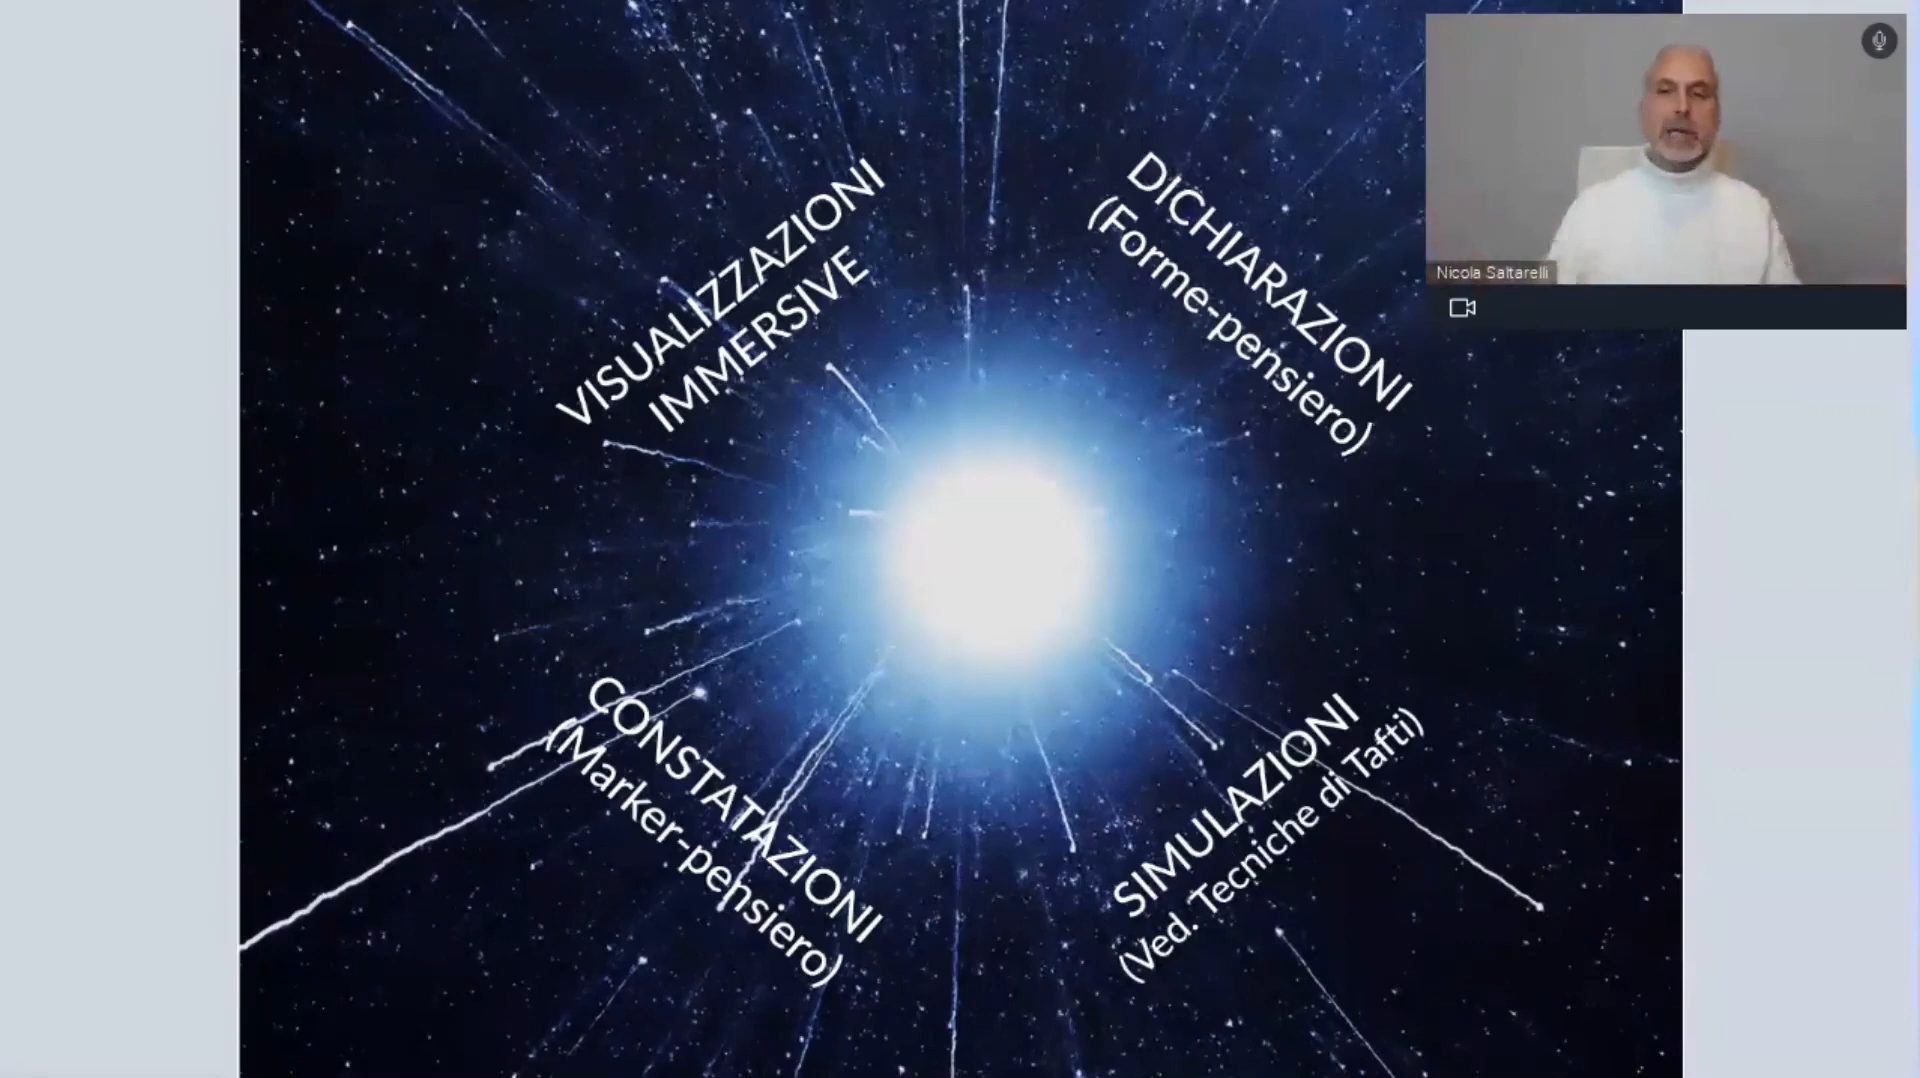 VISUALIZZAZIONI
IMMERSIVE
DICHIARAZIONI
(Forme-pensiero)
Nicola Saltarelli
CONSTATAZIONI
(Marker-pensiero)
SIMULAZIONI
(Ved. Tecniche di Tafti)